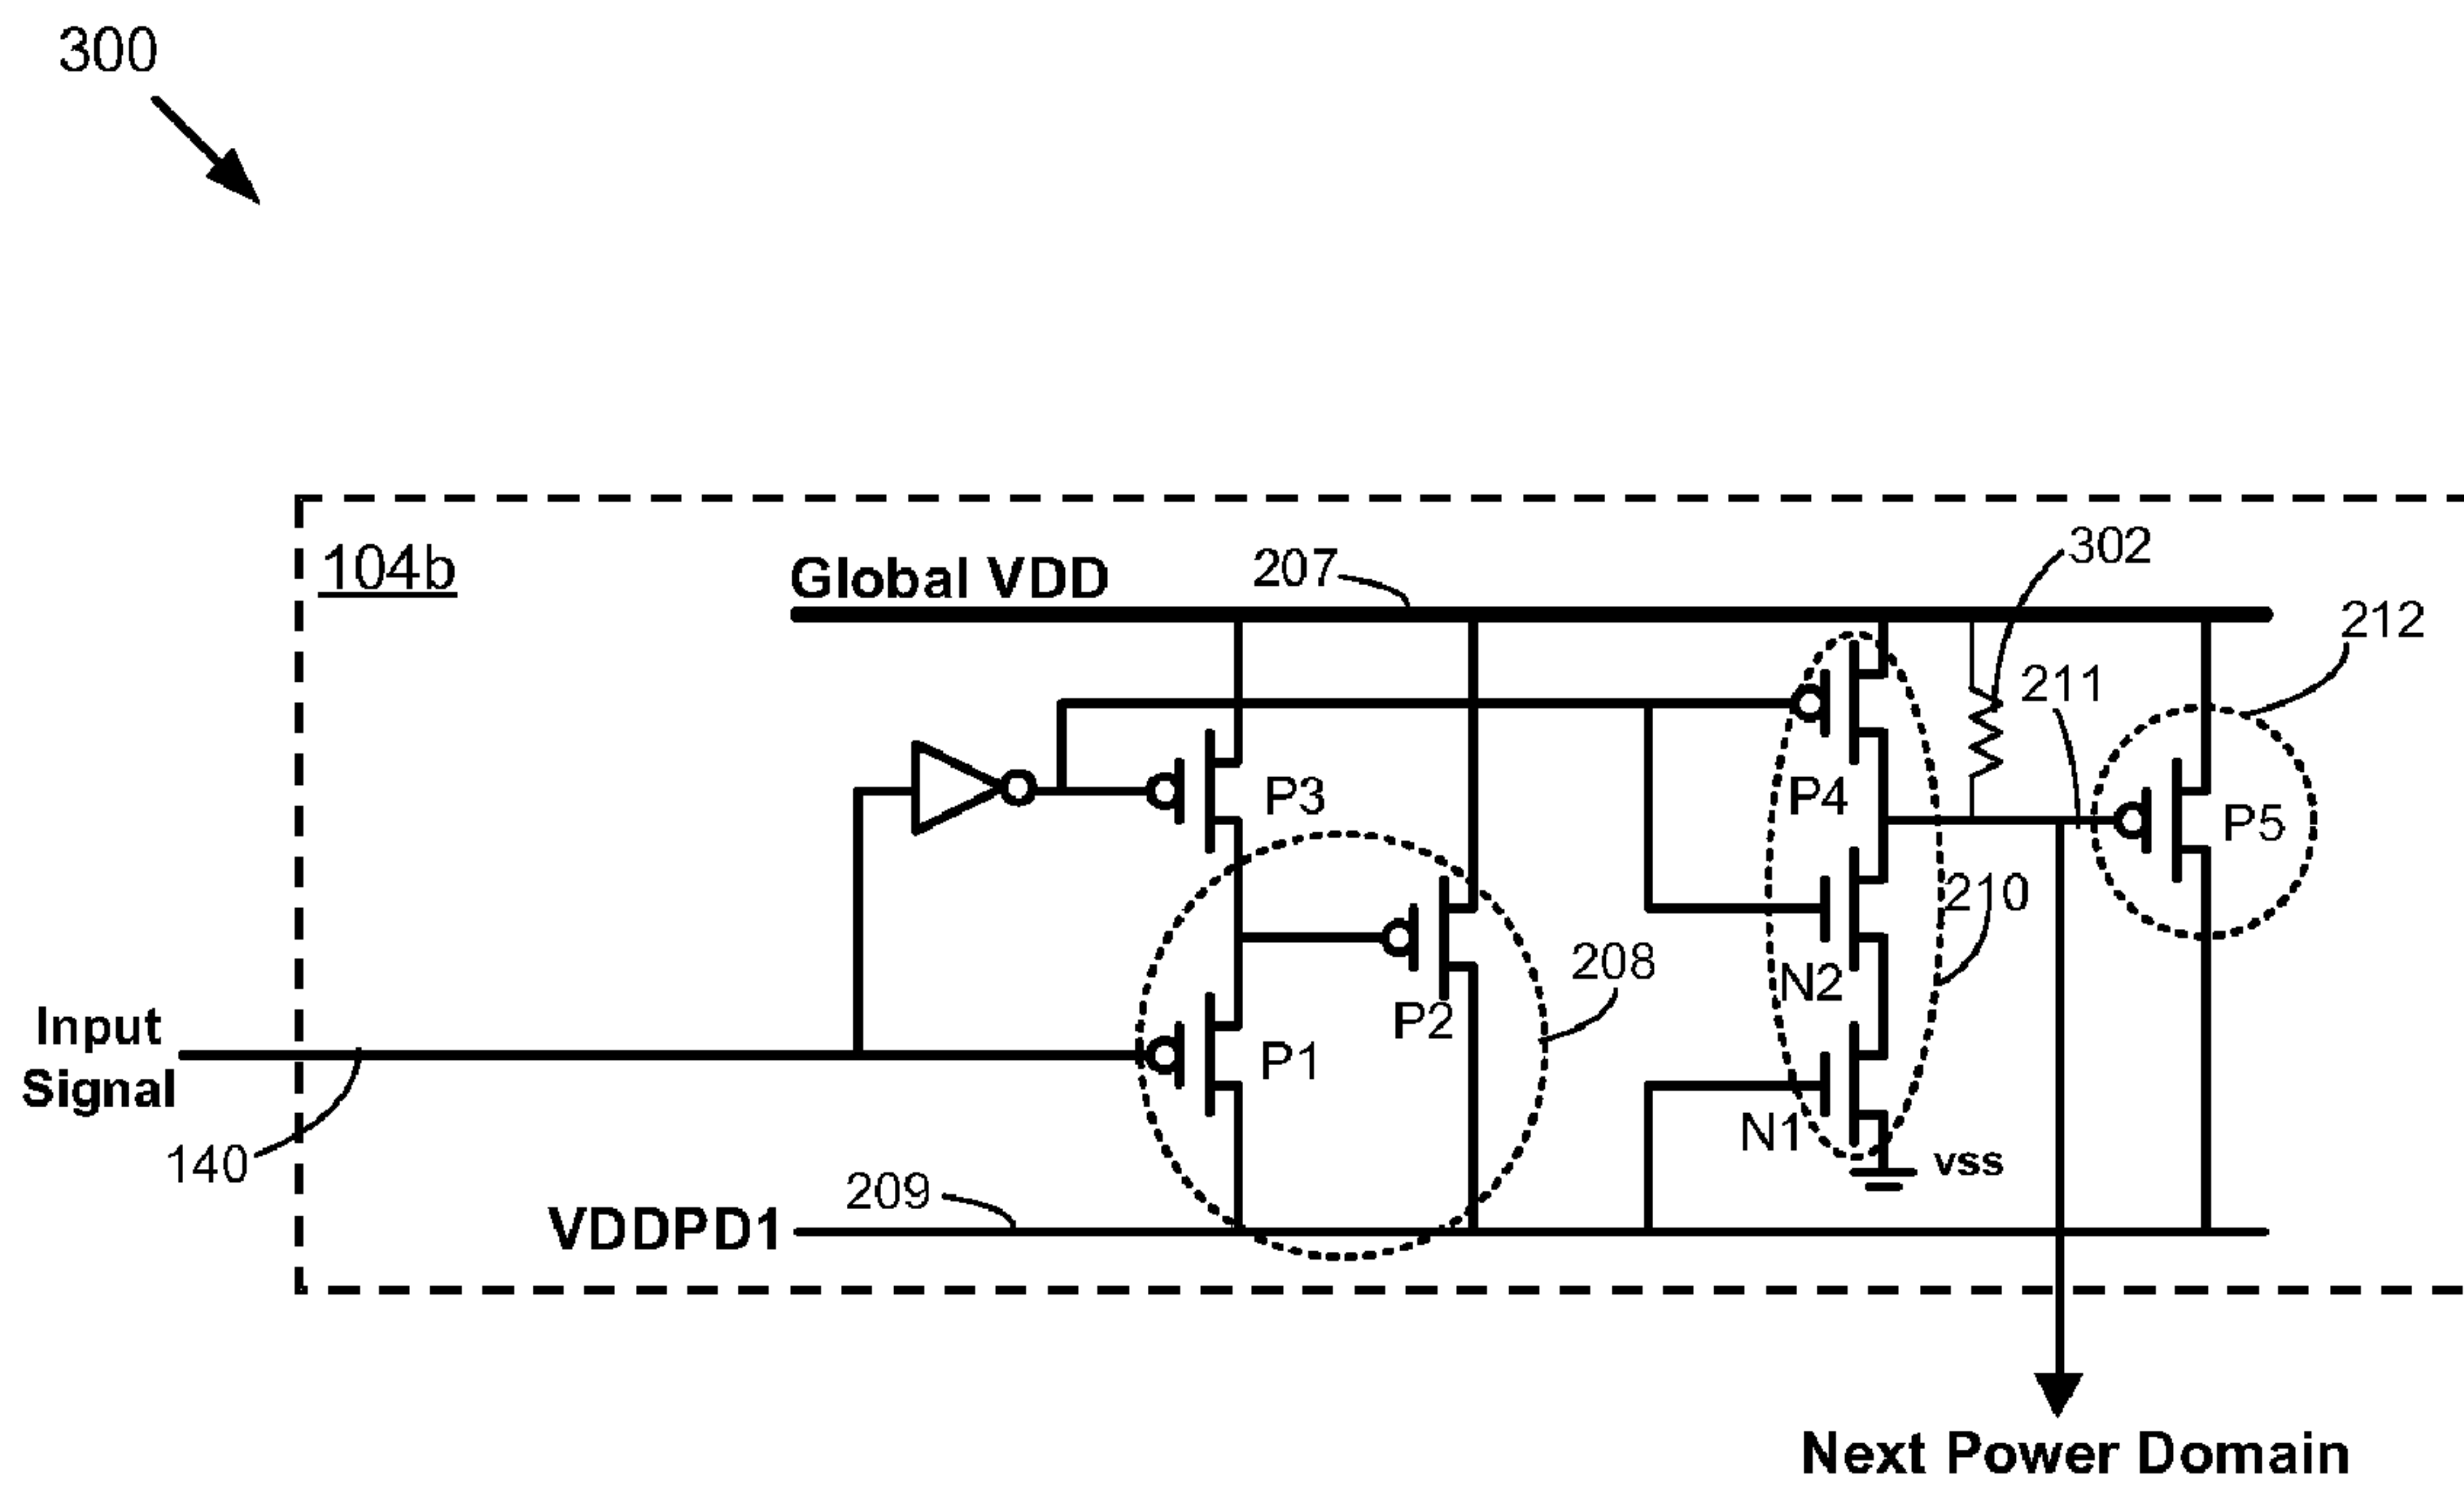 300
104b
Global VDD
207
302
212
211
P3
P4
P5
210
208
N2
P2
Input
Signal
P1
N1
vss
140
209
VDDPD1
Next Power Domain